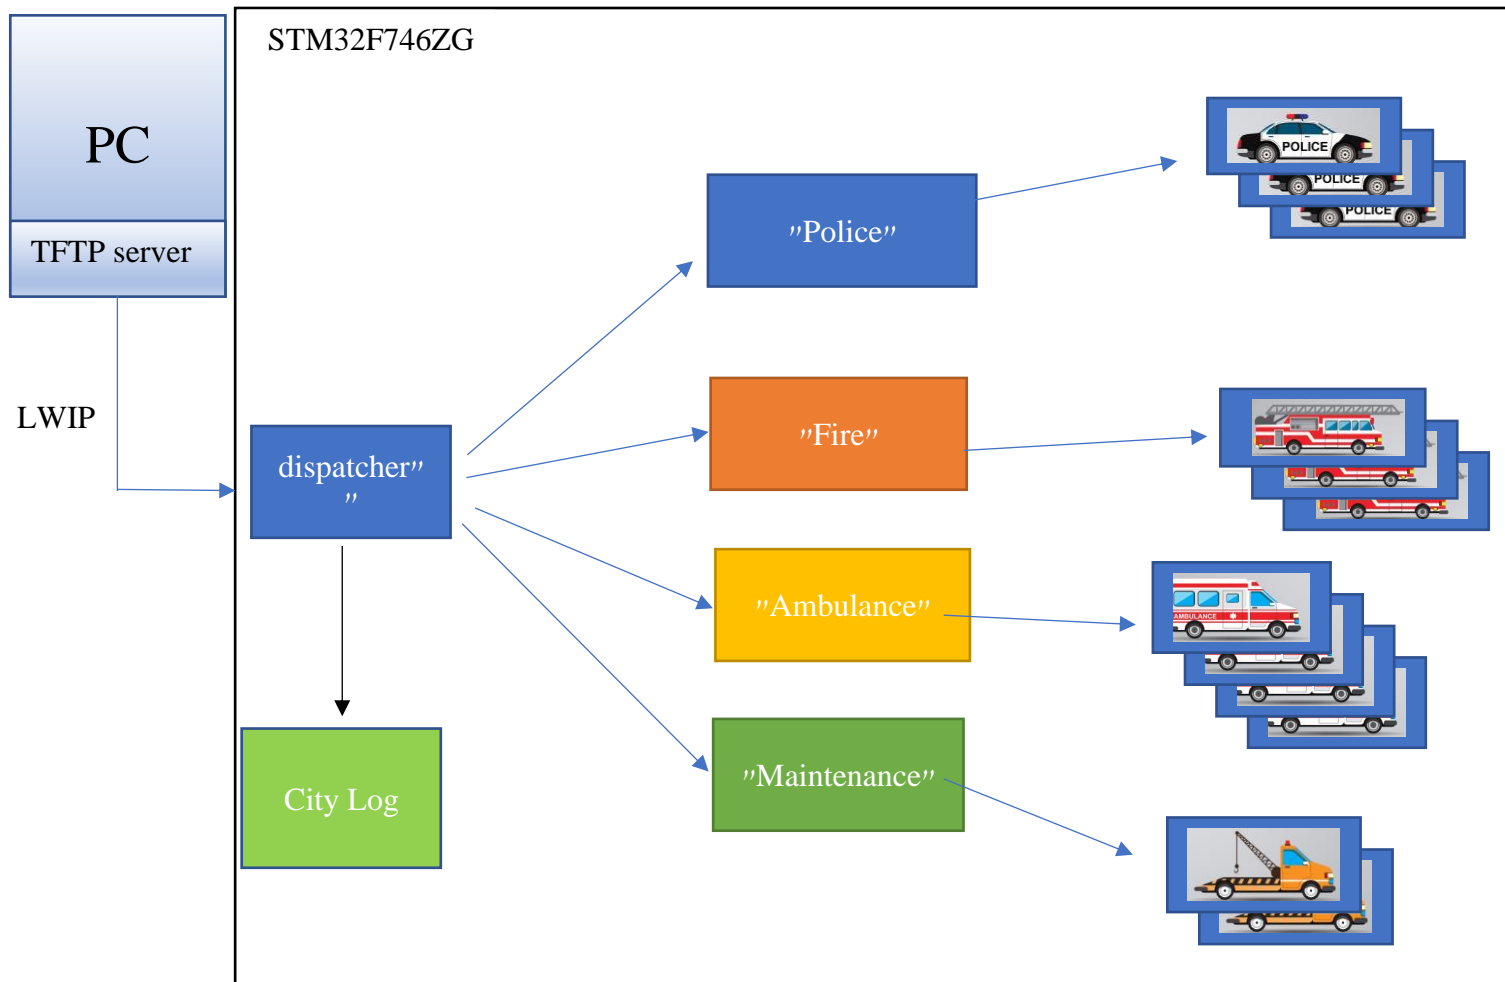 STM32F746ZG
PC
TFTP server
LWIP
dispatcher"
"
City Log
"Police"
"Fire"
"Ambulance"
"Maintenance"
POLICE
POLICE
POLICE
AMBULANCE